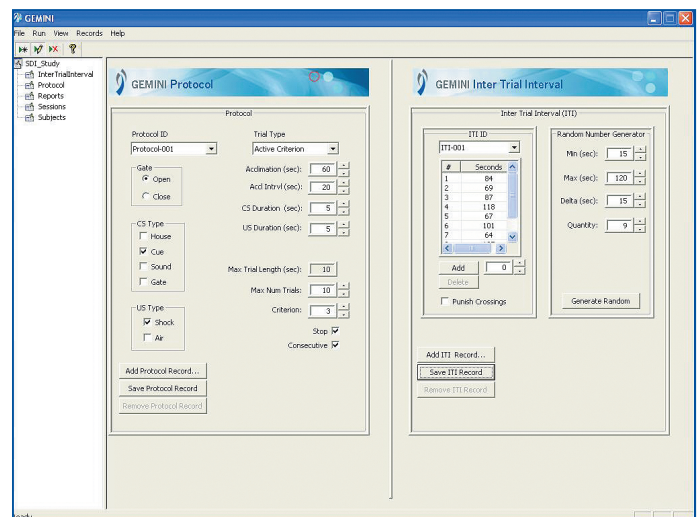 GEMINI
File Run View Records Help
SDI_Study
InterTrialInterval
Protocol
Reports
Sessions
Subjects
GEMINI Protocol
Protocol
Protocol ID
Protocol-001
Trial Type
Active Criterion
Gate
Open
Close
Acclimation (sec): 60
Accl Intrvl (sec): 20
CS Duration (sec): 5
US Duration (sec): 5
CS Type
House
Cue
Sound
Gate
Max Trial Length (sec): 10
Max Num Trials: 10
Criterion: 3
Stop
Consecutive
US Type
Shock
Air
Add Protocol Record...
Save Protocol Record
Remove Protocol Record
GEMINI Inter Trial Interval
Inter Trial Interval (ITI)
ITI ID
ITI-001
# Seconds
1 84
2 69
3 87
4 118
5 67
6 101
7 64
Add 0
Delete
Punish Crossings
Random Number Generator
Min (sec): 15
Max (sec): 120
Delta (sec): 15
Quantity: 9
Generate Random
Add ITI Record...
Save ITI Record
Remove ITI Record
Ready